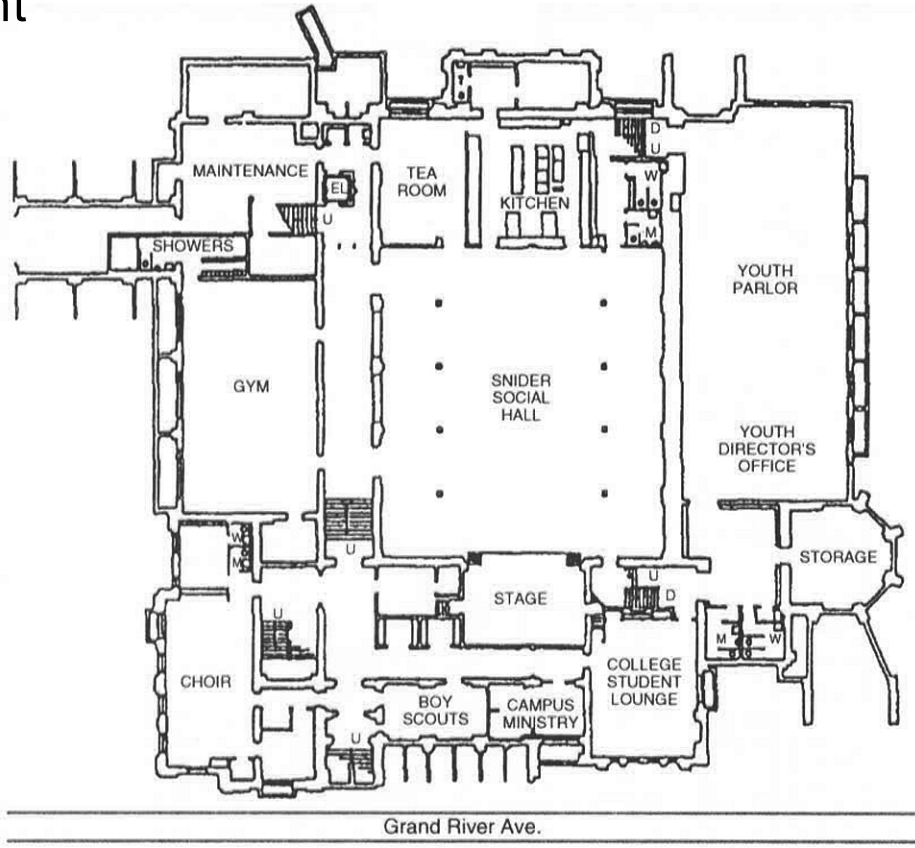 nt
D
U
MAINTENANCE
TEA
ROOM
W
EL
KITCHEN
U
M
SHOWERS
YOUTH
PARLOR
GYM
SNIDER
SOCIAL
HALL
YOUTH
DIRECTOR'S
OFFICE
W
U
M
STORAGE
U
D
STAGE
U
M
W
CHOIR
COLLEGE
STUDENT
LOUNGE
BOY
SCOUTS
CAMPUS
MINISTRY
U
Grand River Ave.